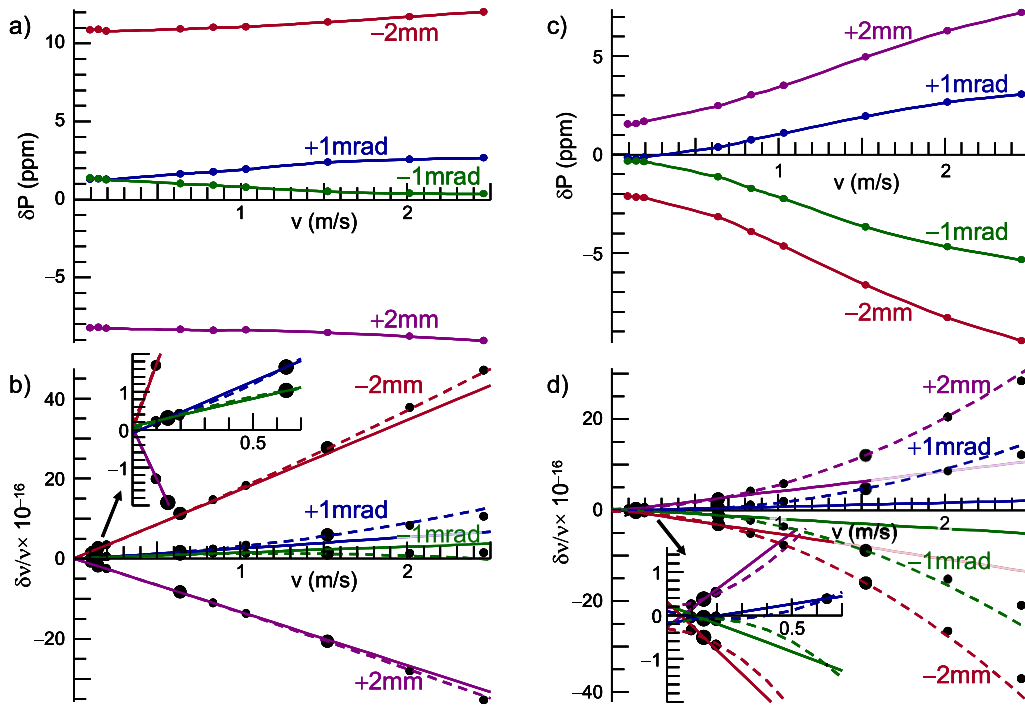 a)
10
5
0
−5
δP (ppm)
−2mm
+1mrad
−1mrad
1
2
v (m/s)
+2mm
b)
40
20
0
−20
δν/ν× 10⁻¹⁶
1
0
−1
0.5
−2mm
+1mrad
−1mrad
1
2
v (m/s)
+2mm
c)
5
0
−5
δP (ppm)
+2mm
+1mrad
1
2
v (m/s)
−1mrad
−2mm
d)
20
0
−20
−40
δν/ν× 10⁻¹⁶
+2mm
+1mrad
1
2
v (m/s)
−1mrad
1
0
−1
0.5
−2mm